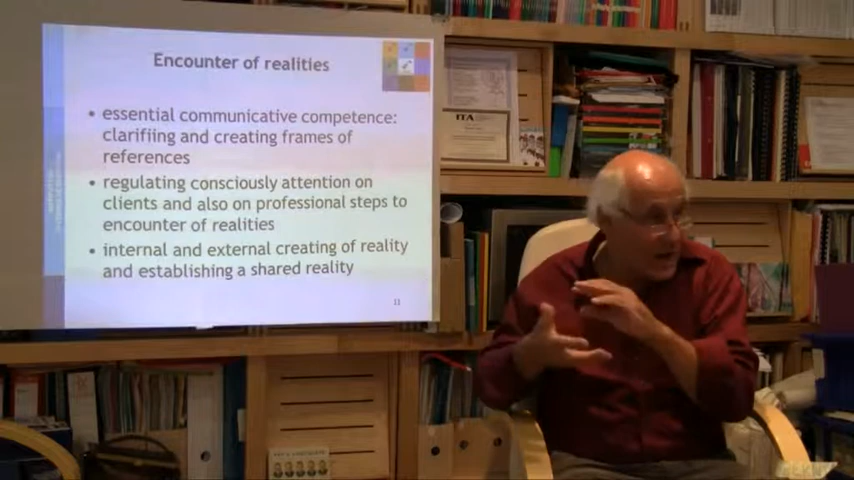 Encounter of realities
• essential communicative competence:
clarifiing and creating frames of
references
• regulating consciously attention on
clients and also on professional steps to
encounter of realities
• internal and external creating of reality
and establishing a shared reality
11
ITA